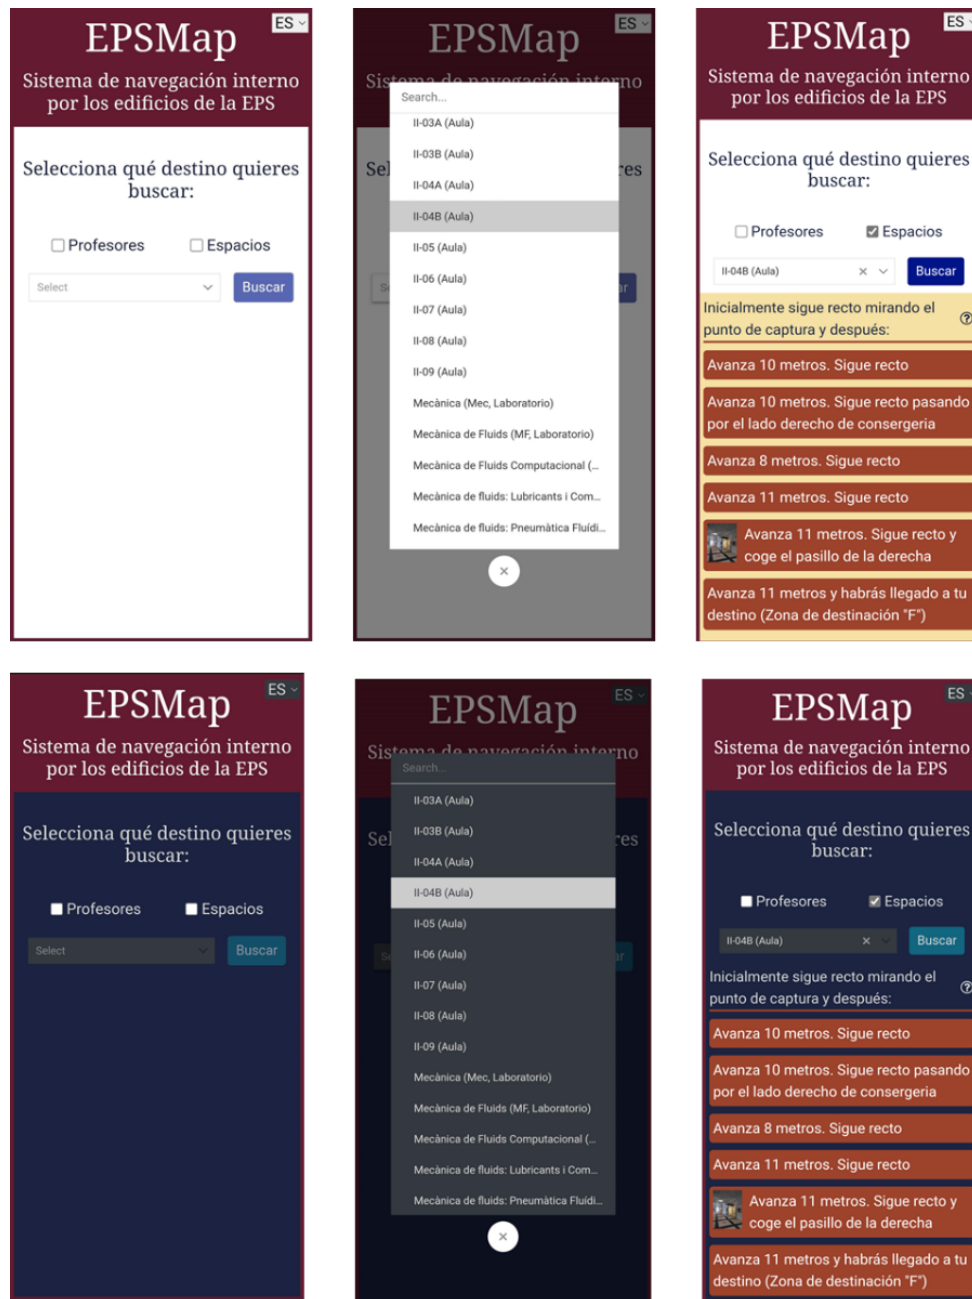 EPSMap
ES
Sistema de navegación interno
por los edificios de la EPS
Selecciona qué destino quieres
buscar:
Profesores
Espacios
Select
Buscar
EPSMap
ES
Sistema de navegación interno
Search...
II-03A (Aula)
II-03B (Aula)
II-04A (Aula)
II-04B (Aula)
II-05 (Aula)
II-06 (Aula)
II-07 (Aula)
II-08 (Aula)
II-09 (Aula)
Mecànica (Mec, Laboratorio)
Mecànica de Fluids (MF, Laboratorio)
Mecànica de Fluids Computacional (...
Mecànica de fluids: Lubricants i Com...
Mecànica de fluids: Pneumàtica Fluídi...
EPSMap
ES
Sistema de navegación interno
por los edificios de la EPS
Selecciona qué destino quieres
buscar:
Profesores
Espacios
II-04B (Aula)
Buscar
Inicialmente sigue recto mirando el
punto de captura y después:
Avanza 10 metros. Sigue recto
Avanza 10 metros. Sigue recto pasando
por el lado derecho de consergeria
Avanza 8 metros. Sigue recto
Avanza 11 metros. Sigue recto
Avanza 11 metros. Sigue recto y
coge el pasillo de la derecha
Avanza 11 metros y habrás llegado a tu
destino (Zona de destinación "F")
EPSMap
ES
Sistema de navegación interno
por los edificios de la EPS
Selecciona qué destino quieres
buscar:
Profesores
Espacios
Select
Buscar
EPSMap
ES
Sistema de navegación interno
Search...
II-03A (Aula)
II-03B (Aula)
II-04A (Aula)
II-04B (Aula)
II-05 (Aula)
II-06 (Aula)
II-07 (Aula)
II-08 (Aula)
II-09 (Aula)
Mecànica (Mec, Laboratorio)
Mecànica de Fluids (MF, Laboratorio)
Mecànica de Fluids Computacional (...
Mecànica de fluids: Lubricants i Com...
Mecànica de fluids: Pneumàtica Fluídi...
EPSMap
ES
Sistema de navegación interno
por los edificios de la EPS
Selecciona qué destino quieres
buscar:
Profesores
Espacios
II-04B (Aula)
Buscar
Inicialmente sigue recto mirando el
punto de captura y después:
Avanza 10 metros. Sigue recto
Avanza 10 metros. Sigue recto pasando
por el lado derecho de consergeria
Avanza 8 metros. Sigue recto
Avanza 11 metros. Sigue recto
Avanza 11 metros. Sigue recto y
coge el pasillo de la derecha
Avanza 11 metros y habrás llegado a tu
destino (Zona de destinación "F")